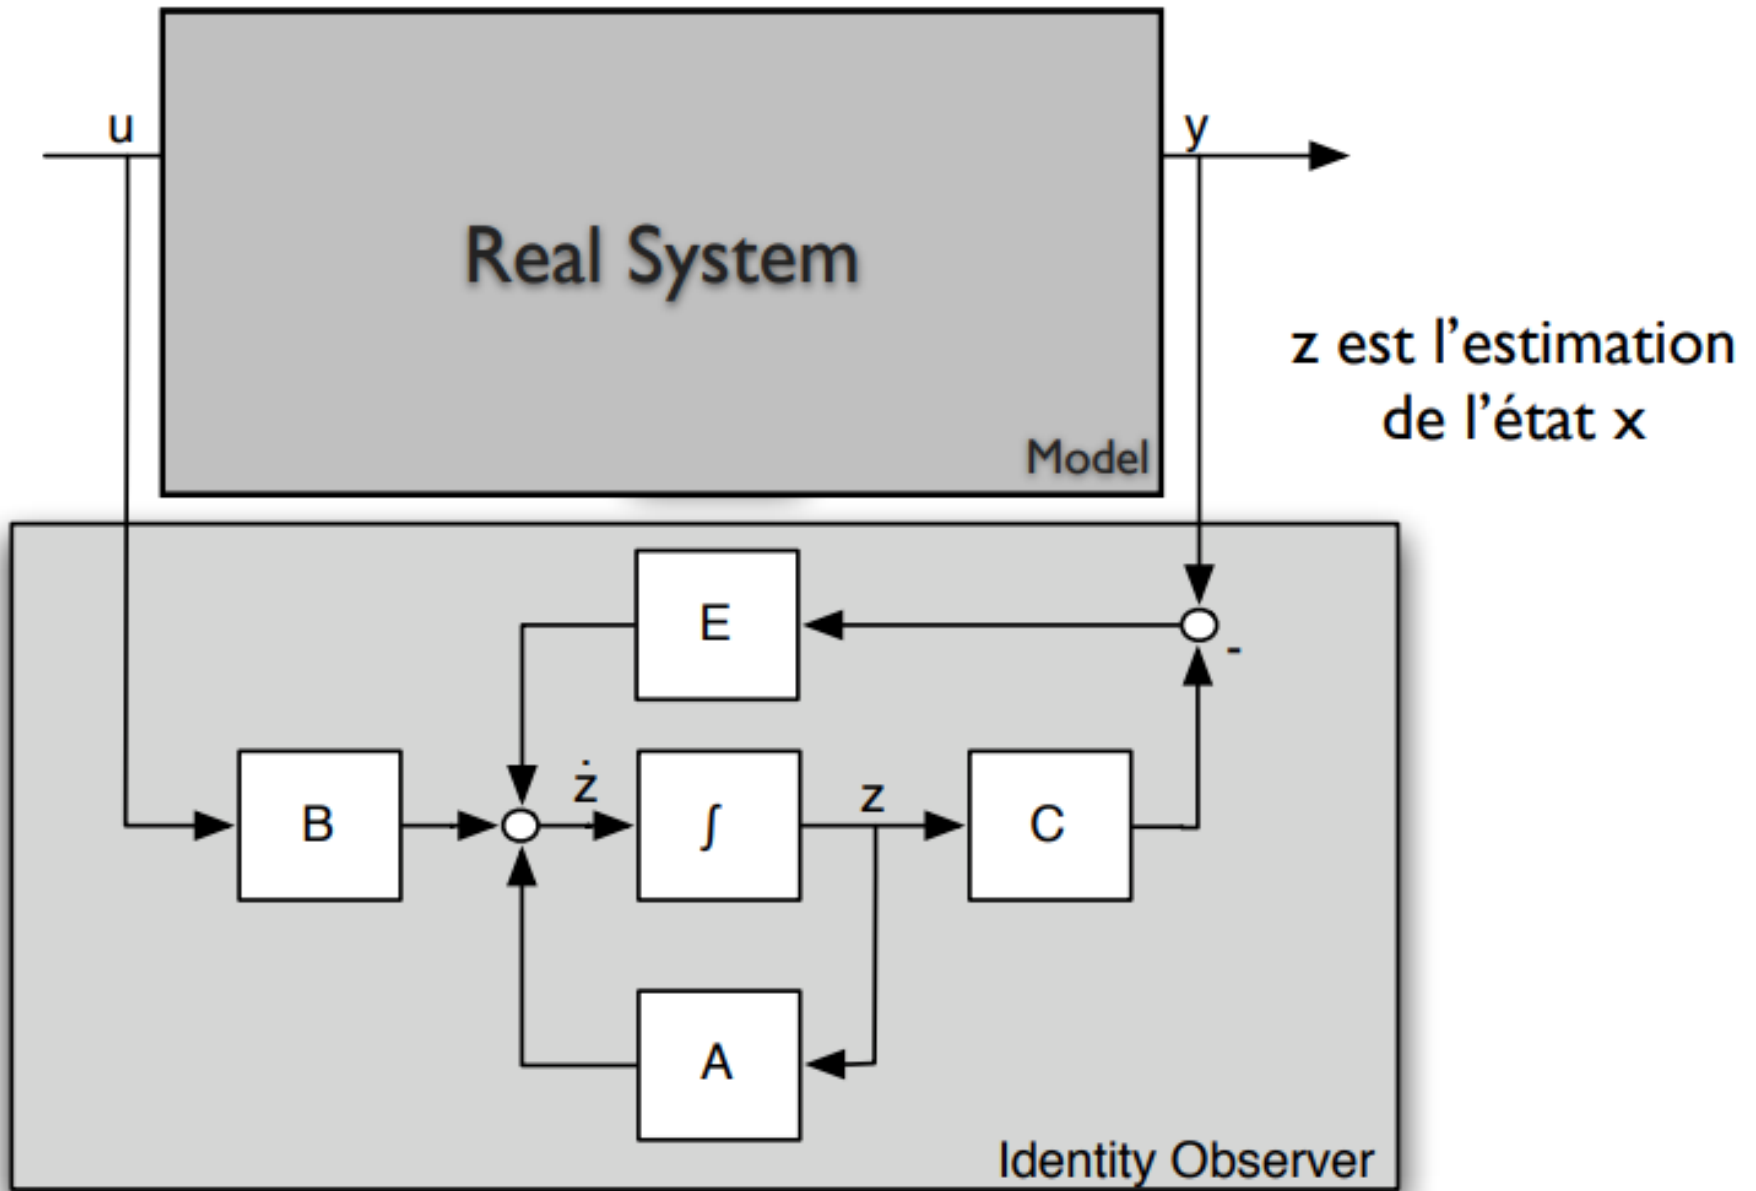 u
y
Real System
z est l'estimation
de l'état x
Model
E
-
B
ż
∫
z
C
A
Identity Observer